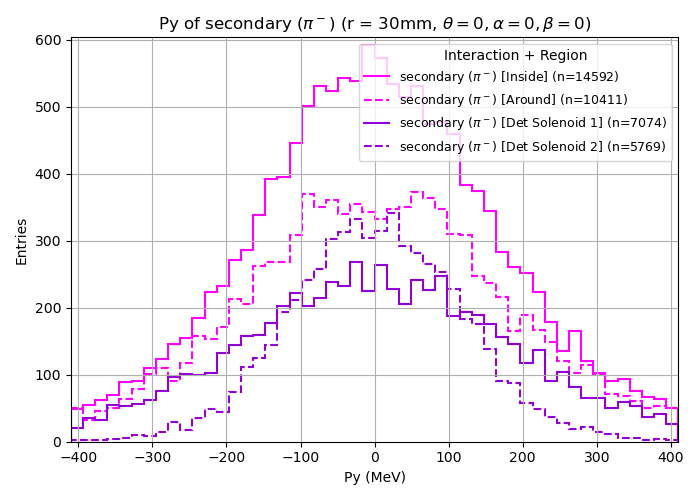 Py of secondary (π⁻) (r = 30mm, θ = 0, α = 0, β = 0)
Interaction + Region
secondary (π⁻) [Inside] (n=14592)
secondary (π⁻) [Around] (n=10411)
secondary (π⁻) [Det Solenoid 1] (n=7074)
secondary (π⁻) [Det Solenoid 2] (n=5769)
Entries
600
500
400
300
200
100
0
−400 −300 −200 −100 0 100 200 300 400
Py (MeV)